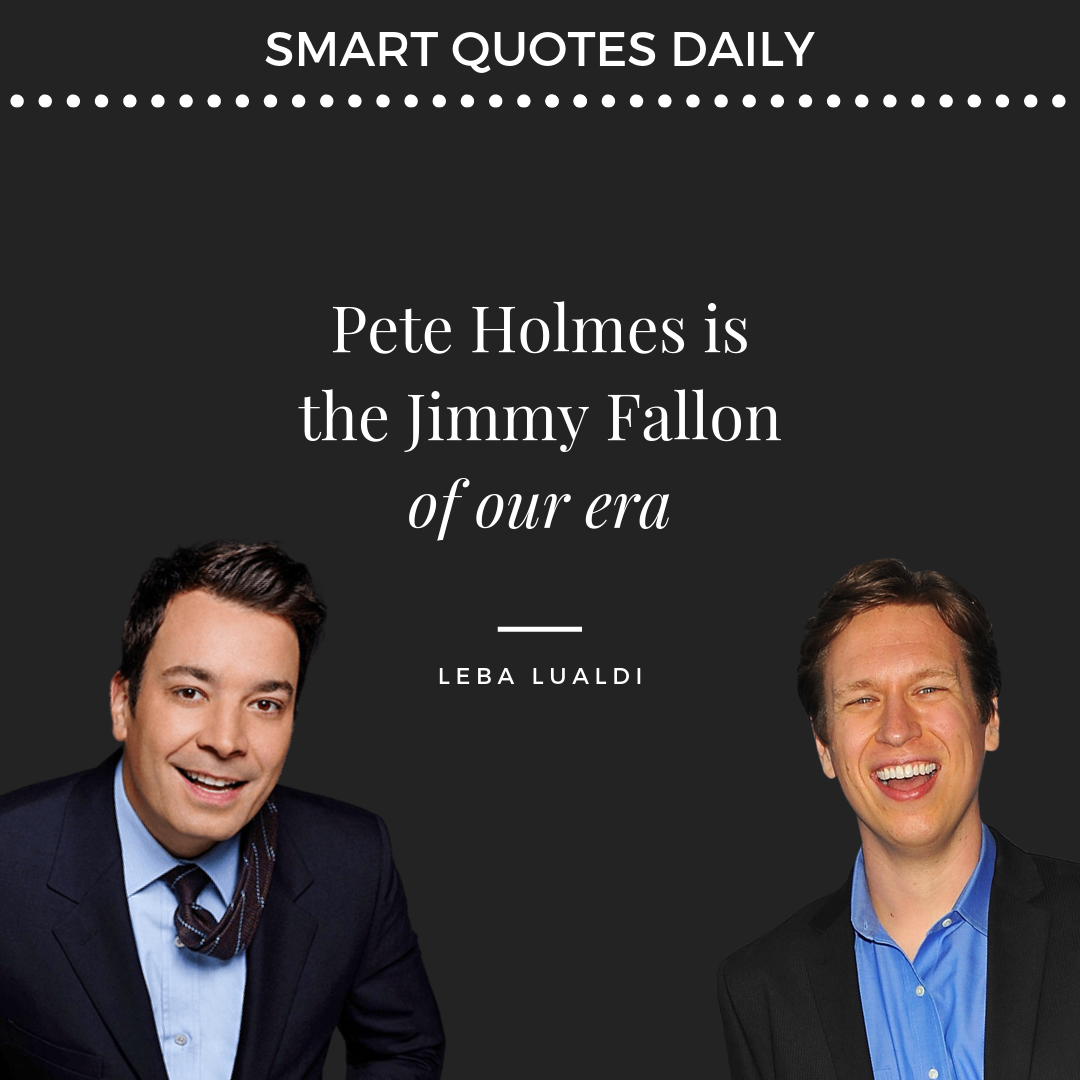 SMART QUOTES DAILY
Pete Holmes is
the Jimmy Fallon
of our era
LEBA LUALDI